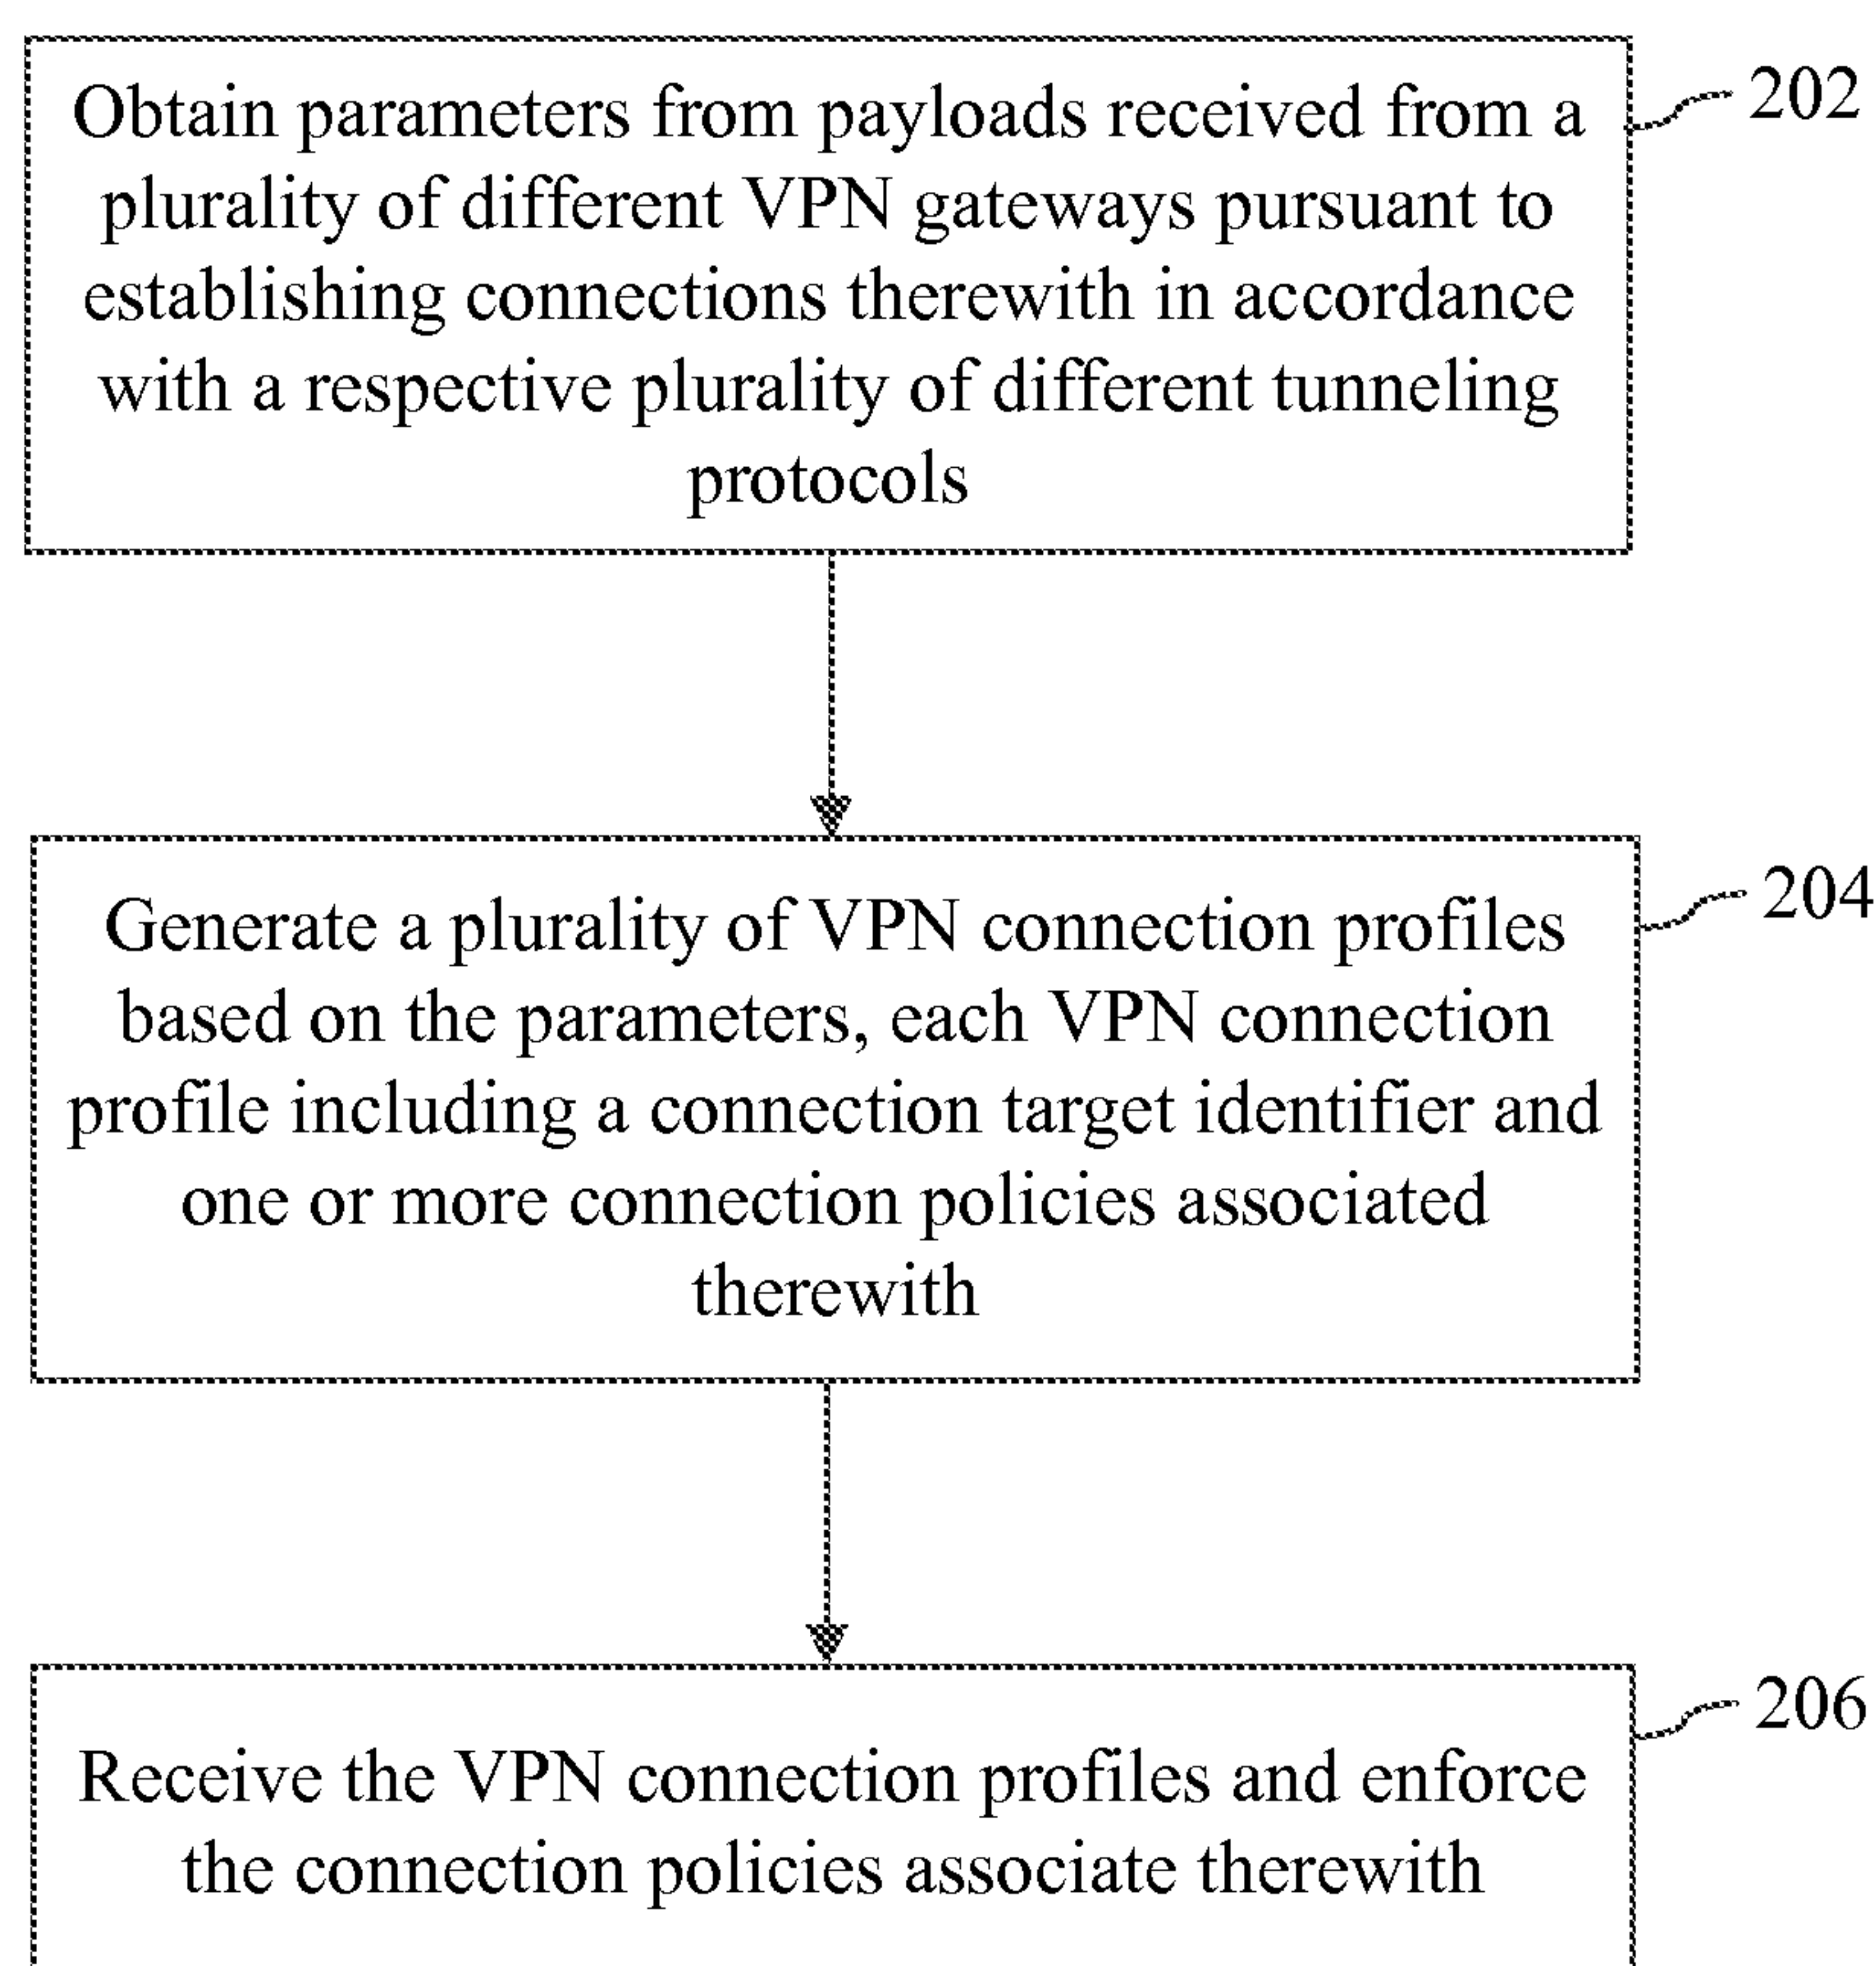 Obtain parameters from payloads received from a
plurality of different VPN gateways pursuant to
establishing connections therewith in accordance
with a respective plurality of different tunneling
protocols
202
Generate a plurality of VPN connection profiles
based on the parameters, each VPN connection
profile including a connection target identifier and
one or more connection policies associated
therewith
204
Receive the VPN connection profiles and enforce
the connection policies associate therewith
206